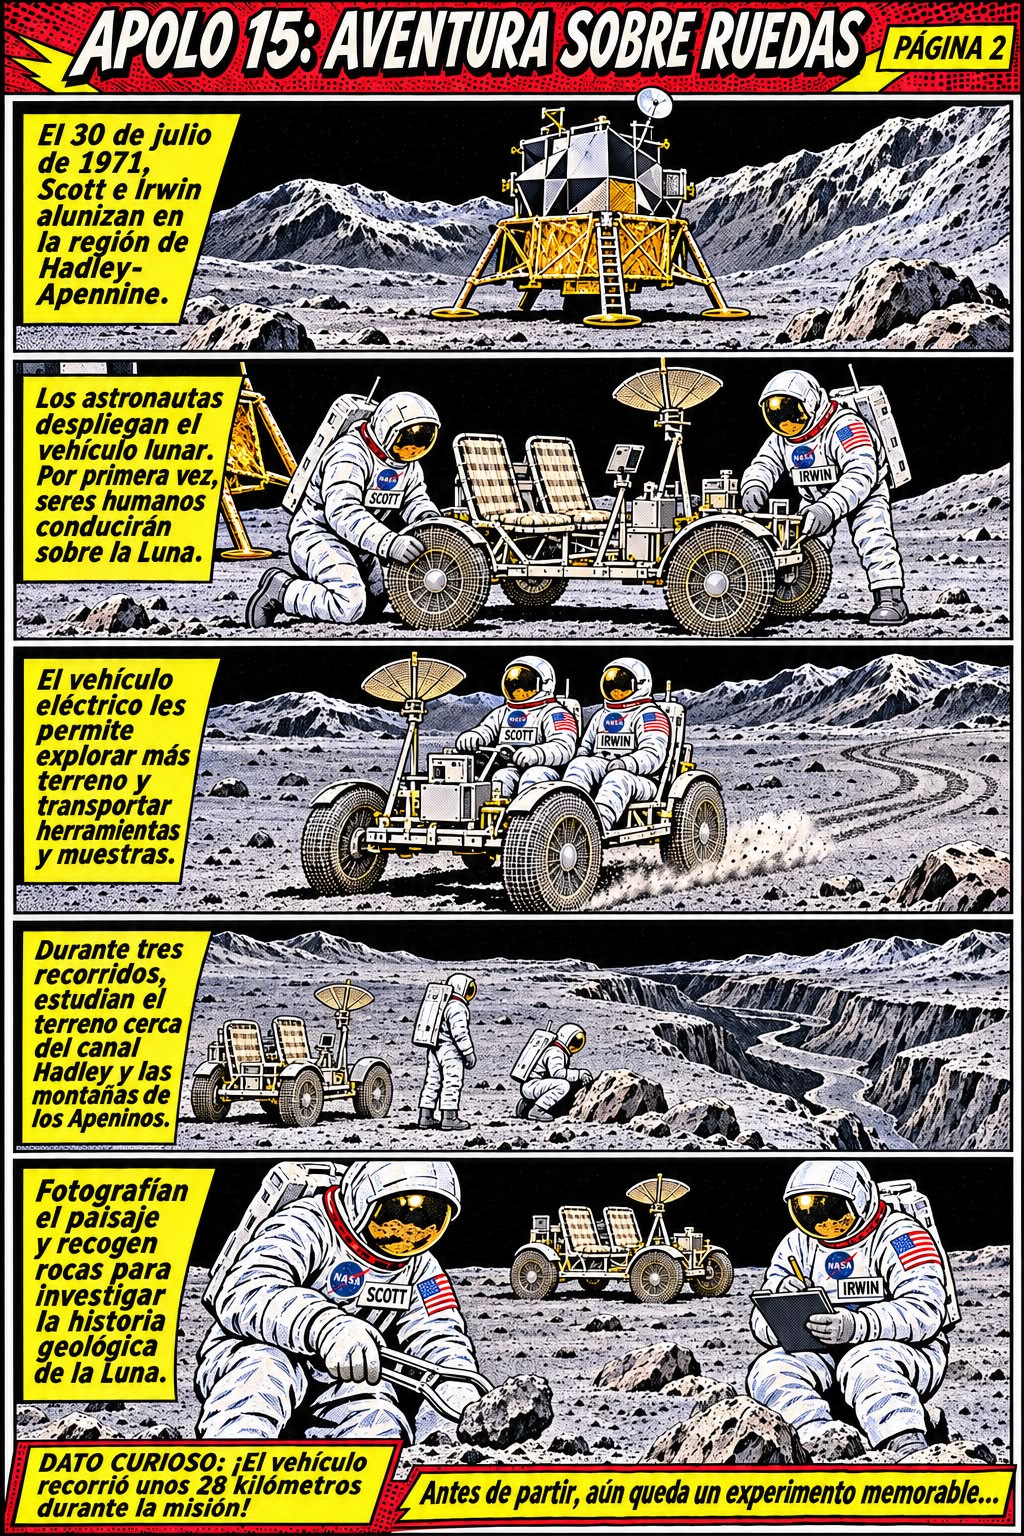 APOLO 15: AVENTURA SOBRE RUEDAS
PÁGINA 2
El 30 de julio
de 1971,
Scott e Irwin
alunizan en
la región de
Hadley-
Apennine.
Los astronautas
despliegan el
vehículo lunar.
Por primera vez,
seres humanos
conducirán
sobre la Luna.
NASA
SCOTT
NASA
IRWIN
El vehículo
eléctrico les
permite
explorar más
terreno y
transportar
herramientas
y muestras.
NASA
SCOTT
NASA
IRWIN
Durante tres
recorridos,
estudian el
terreno cerca
del canal
Hadley y las
montañas de
los Apeninos.
Fotografían
el paisaje
y recogen
rocas para
investigar
la historia
geológica
de la Luna.
NASA
SCOTT
NASA
IRWIN
DATO CURIOSO: ¡El vehículo
recorrió unos 28 kilómetros
durante la misión!
Antes de partir, aún queda un experimento memorable...